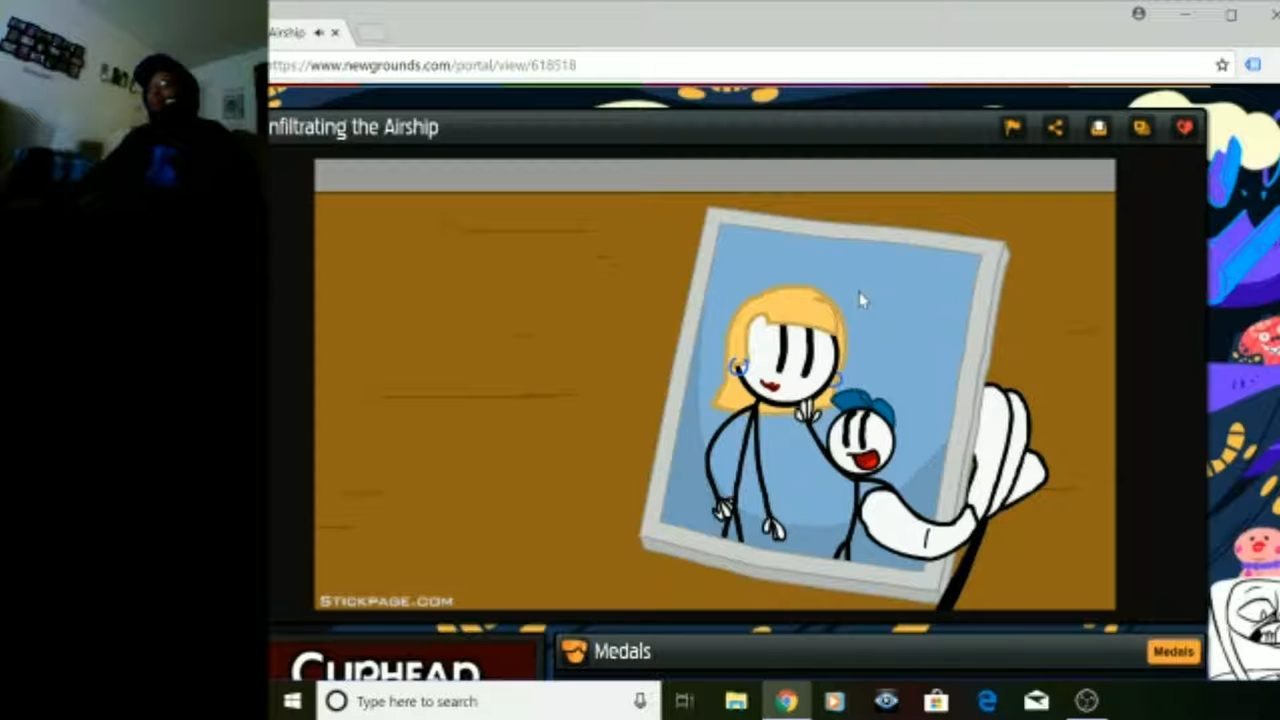 Airship
ttps://www.newgrounds.com/portal/view/618518
nfiltrating the Airship
STICKPAGE.COM
CUPHEAD
Medals
Medals
Type here to search